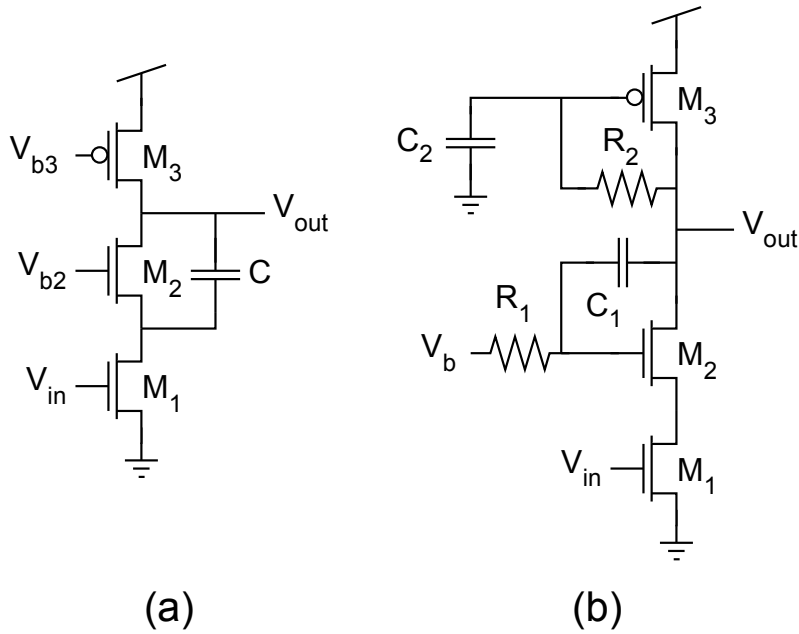 V_b3
M_3
V_out
V_b2
M_2
C
V_in
M_1
(a)
M_3
C_2
R_2
V_out
R_1
C_1
V_b
M_2
V_in
M_1
(b)